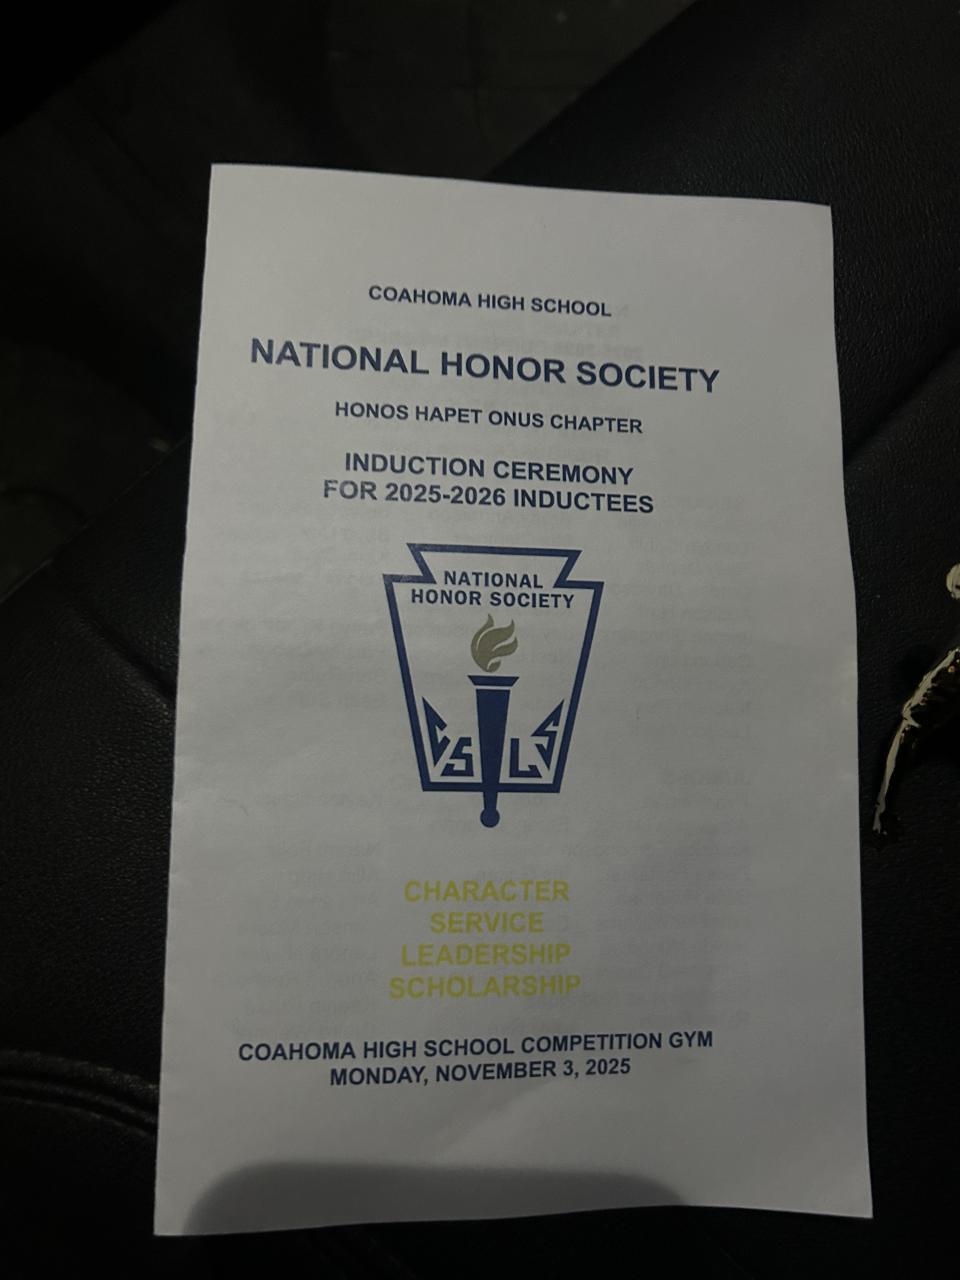 COAHOMA HIGH SCHOOL
NATIONAL HONOR SOCIETY
HONOS HAPET ONUS CHAPTER
INDUCTION CEREMONY
FOR 2025-2026 INDUCTEES
NATIONAL
HONOR SOCIETY
C S L S
CHARACTER
SERVICE
LEADERSHIP
SCHOLARSHIP
COAHOMA HIGH SCHOOL COMPETITION GYM
MONDAY, NOVEMBER 3, 2025